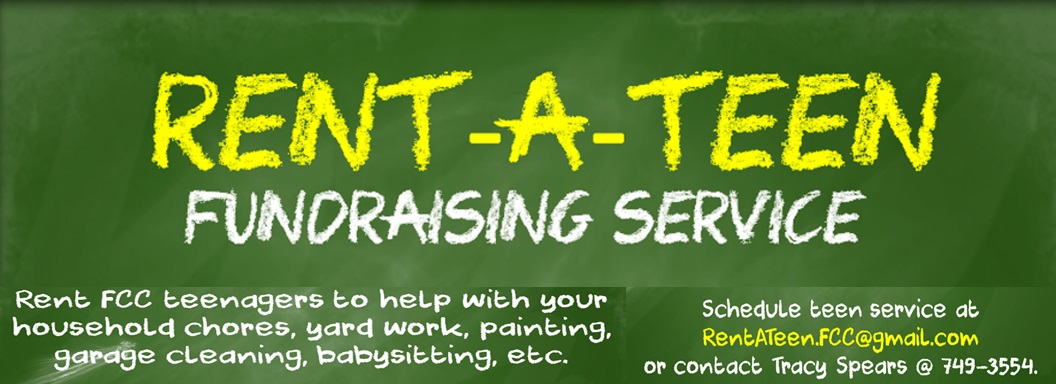 RENT-A-TEEN
FUNDRAISING SERVICE
Rent FCC teenagers to help with your
household chores, yard work, painting,
garage cleaning, babysitting, etc.
Schedule teen service at
RentATeen.FCC@gmail.com
or contact Tracy Spears @ 749-3554.